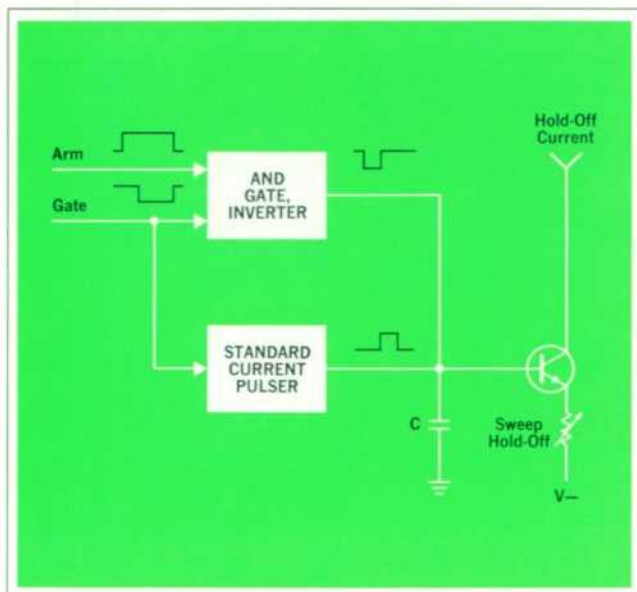 Hold-Off
Current
Arm
Gate
AND
GATE,
INVERTER
STANDARD
CURRENT
PULSER
C
Sweep
Hold-Off
V—